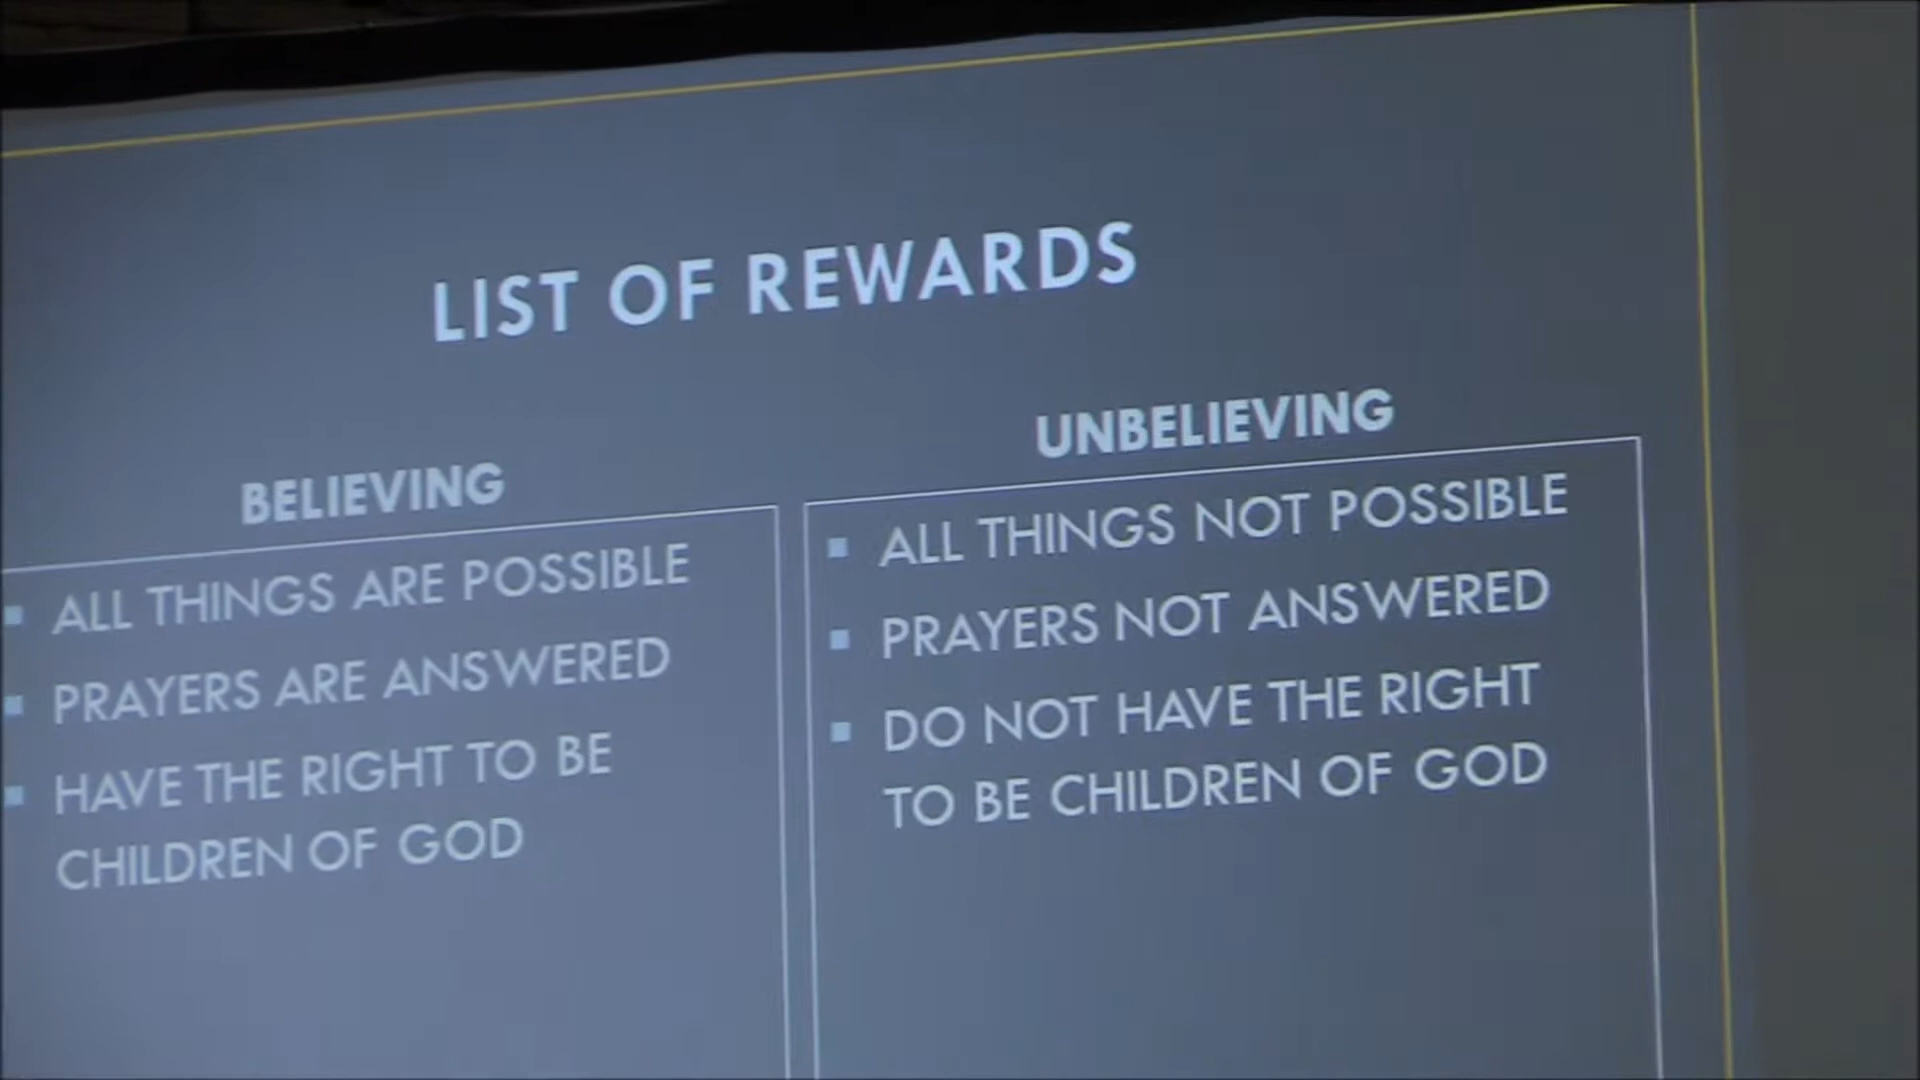 LIST OF REWARDS
BELIEVING
ALL THINGS ARE POSSIBLE
PRAYERS ARE ANSWERED
HAVE THE RIGHT TO BE
CHILDREN OF GOD
UNBELIEVING
ALL THINGS NOT POSSIBLE
PRAYERS NOT ANSWERED
DO NOT HAVE THE RIGHT
TO BE CHILDREN OF GOD